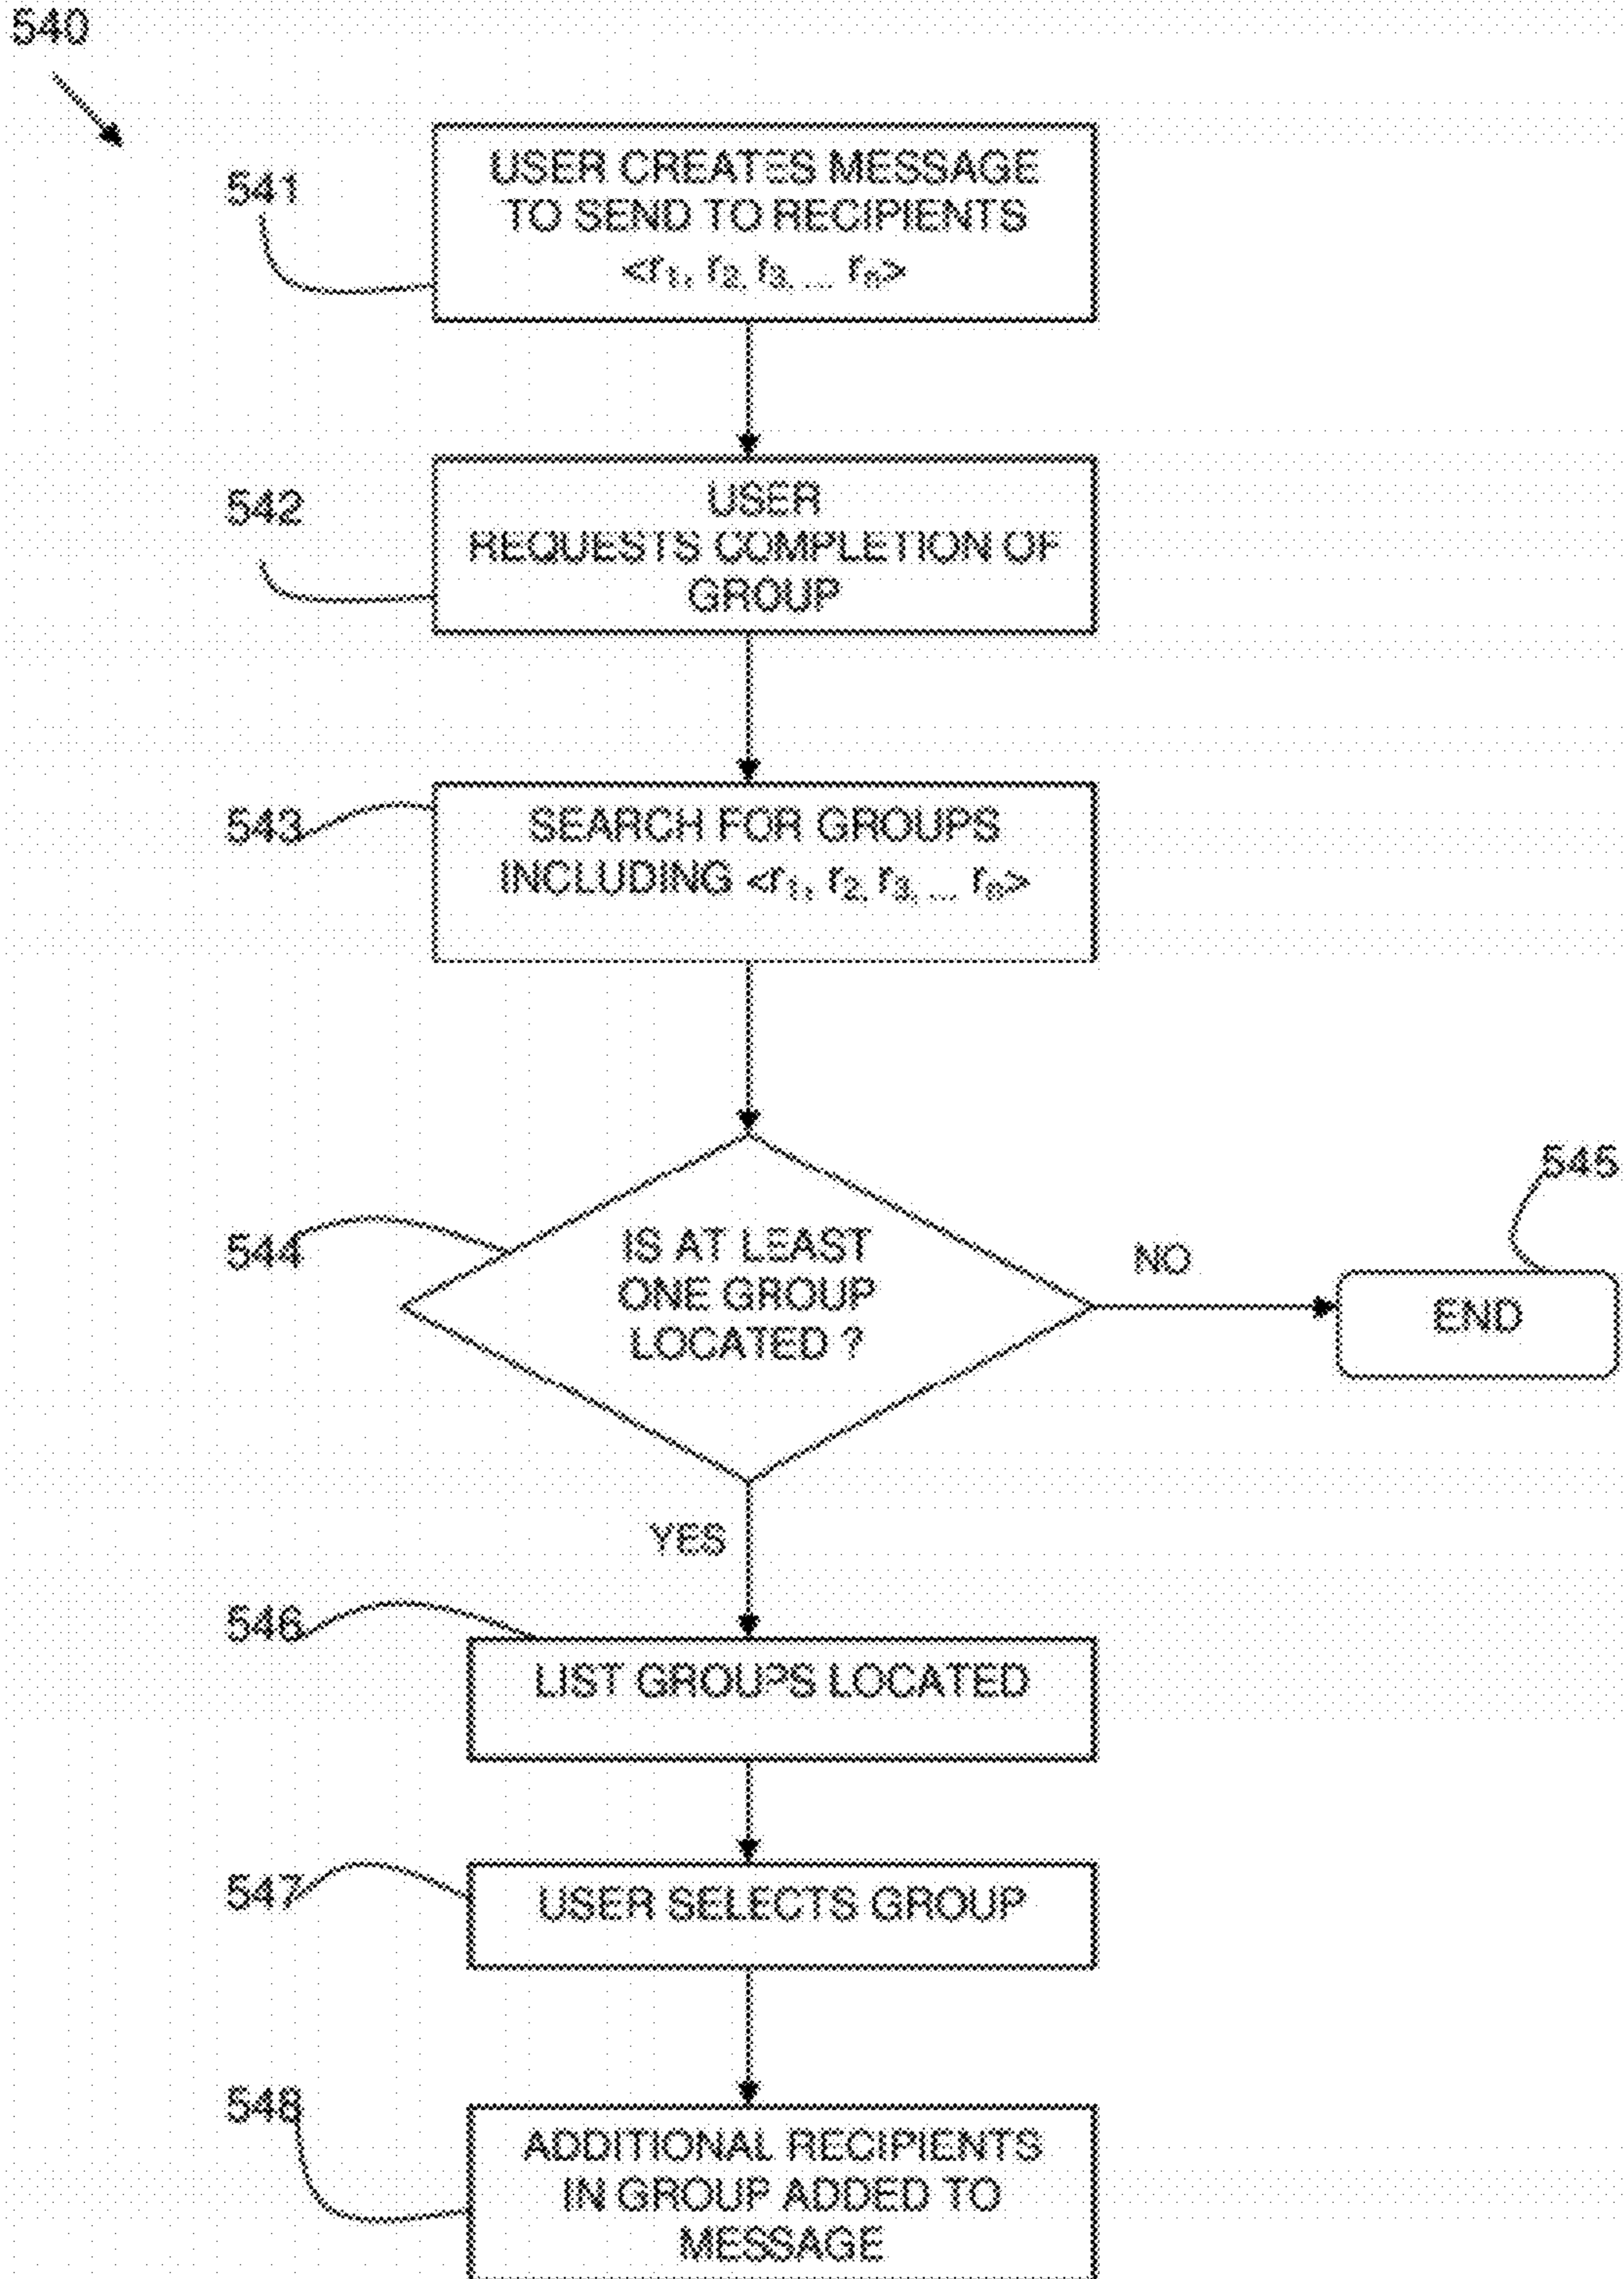 540
541
USER CREATES MESSAGE
TO SEND TO RECIPIENTS
<r1, r2, r3, ... rn>
542
USER
REQUESTS COMPLETION OF
GROUP
543
SEARCH FOR GROUPS
INCLUDING <r1, r2, r3, ... rn>
544
IS AT LEAST
ONE GROUP
LOCATED ?
NO
545
END
YES
546
LIST GROUPS LOCATED
547
USER SELECTS GROUP
548
ADDITIONAL RECIPIENTS
IN GROUP ADDED TO
MESSAGE